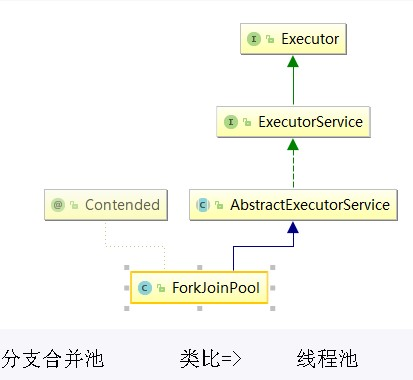 I Executor
I ExecutorService
@ Contended
C AbstractExecutorService
C ForkJoinPool
分支合并池 类比=> 线程池